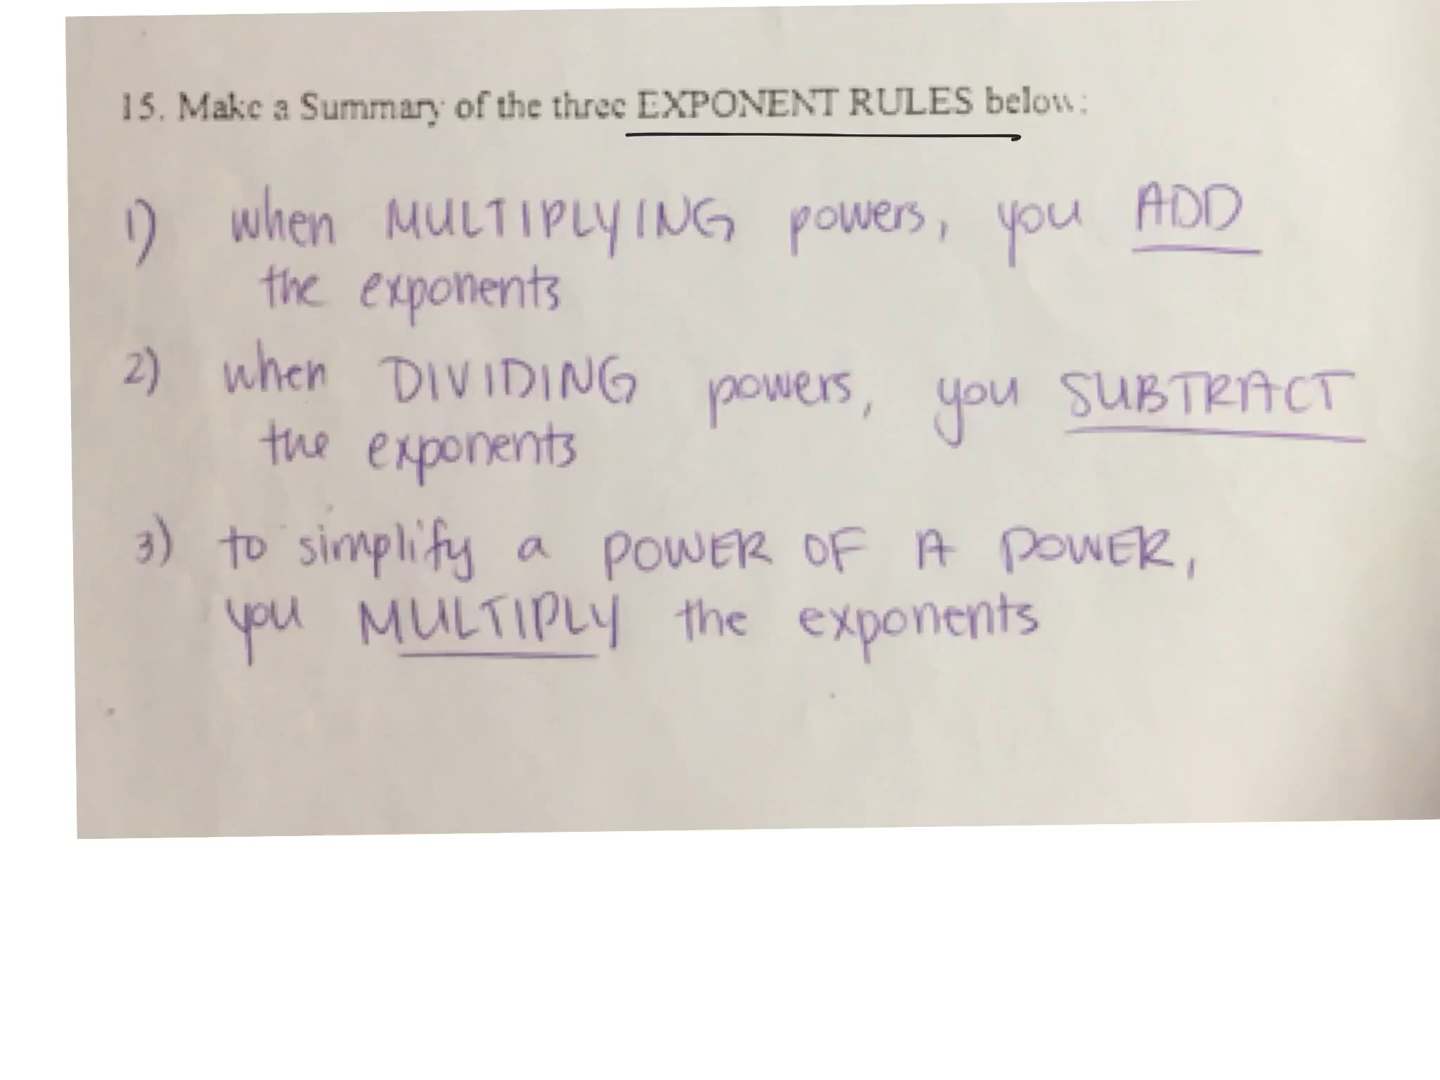 15. Make a Summary of the three EXPONENT RULES below:
1) when MULTIPLYING powers, you ADD
the exponents
2) when DIVIDING powers, you SUBTRACT
the exponents
3) to simplify a POWER OF A POWER,
you MULTIPLY the exponents